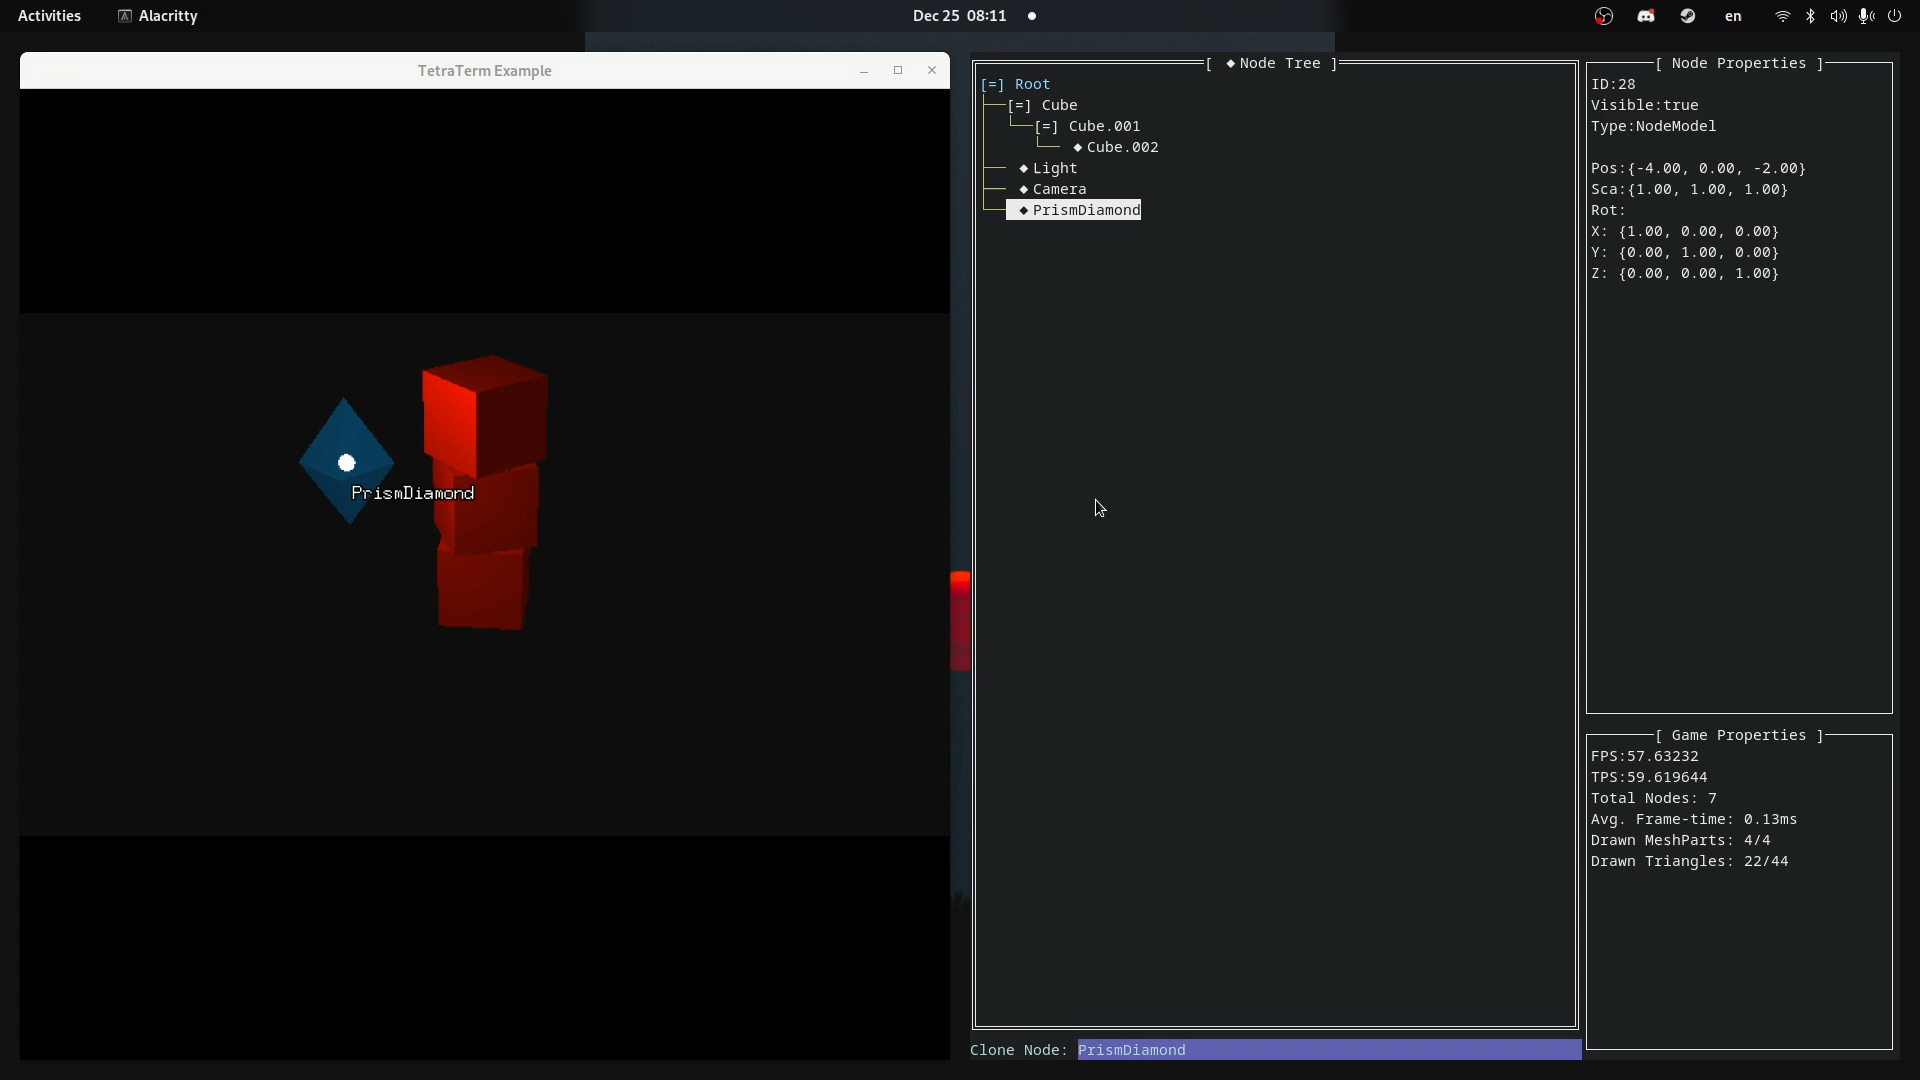 Activities Alacritty Dec 25 08:11 en
TetraTerm Example
PrismDiamond
[ ◆Node Tree ]
[=] Root
[=] Cube
[=] Cube.001
◆Cube.002
◆Light
◆Camera
◆PrismDiamond
Clone Node: PrismDiamond
[ Node Properties ]
ID:28
Visible:true
Type:NodeModel
Pos:{-4.00, 0.00, -2.00}
Sca:{1.00, 1.00, 1.00}
Rot:
X: {1.00, 0.00, 0.00}
Y: {0.00, 1.00, 0.00}
Z: {0.00, 0.00, 1.00}
[ Game Properties ]
FPS:57.63232
TPS:59.619644
Total Nodes: 7
Avg. Frame-time: 0.13ms
Drawn MeshParts: 4/4
Drawn Triangles: 22/44